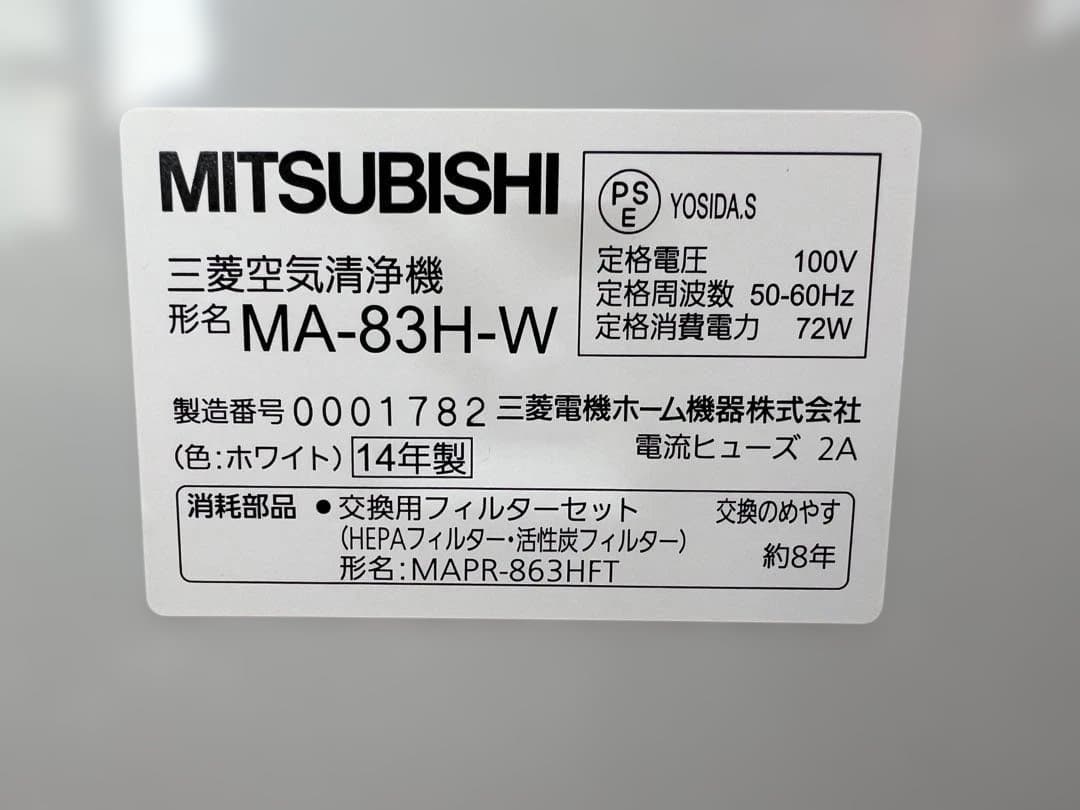 MITSUBISHI
三菱空気清浄機
形名 MA-83H-W
PSE YOSIDA.S
定格電圧 100V
定格周波数 50-60Hz
定格消費電力 72W
製造番号 0001782 三菱電機ホーム機器株式会社
(色:ホワイト) 14年製 電流ヒューズ 2A
消耗部品 ●交換用フィルターセット 交換のめやす
(HEPAフィルター・活性炭フィルター)
形名:MAPR-863HFT 約8年